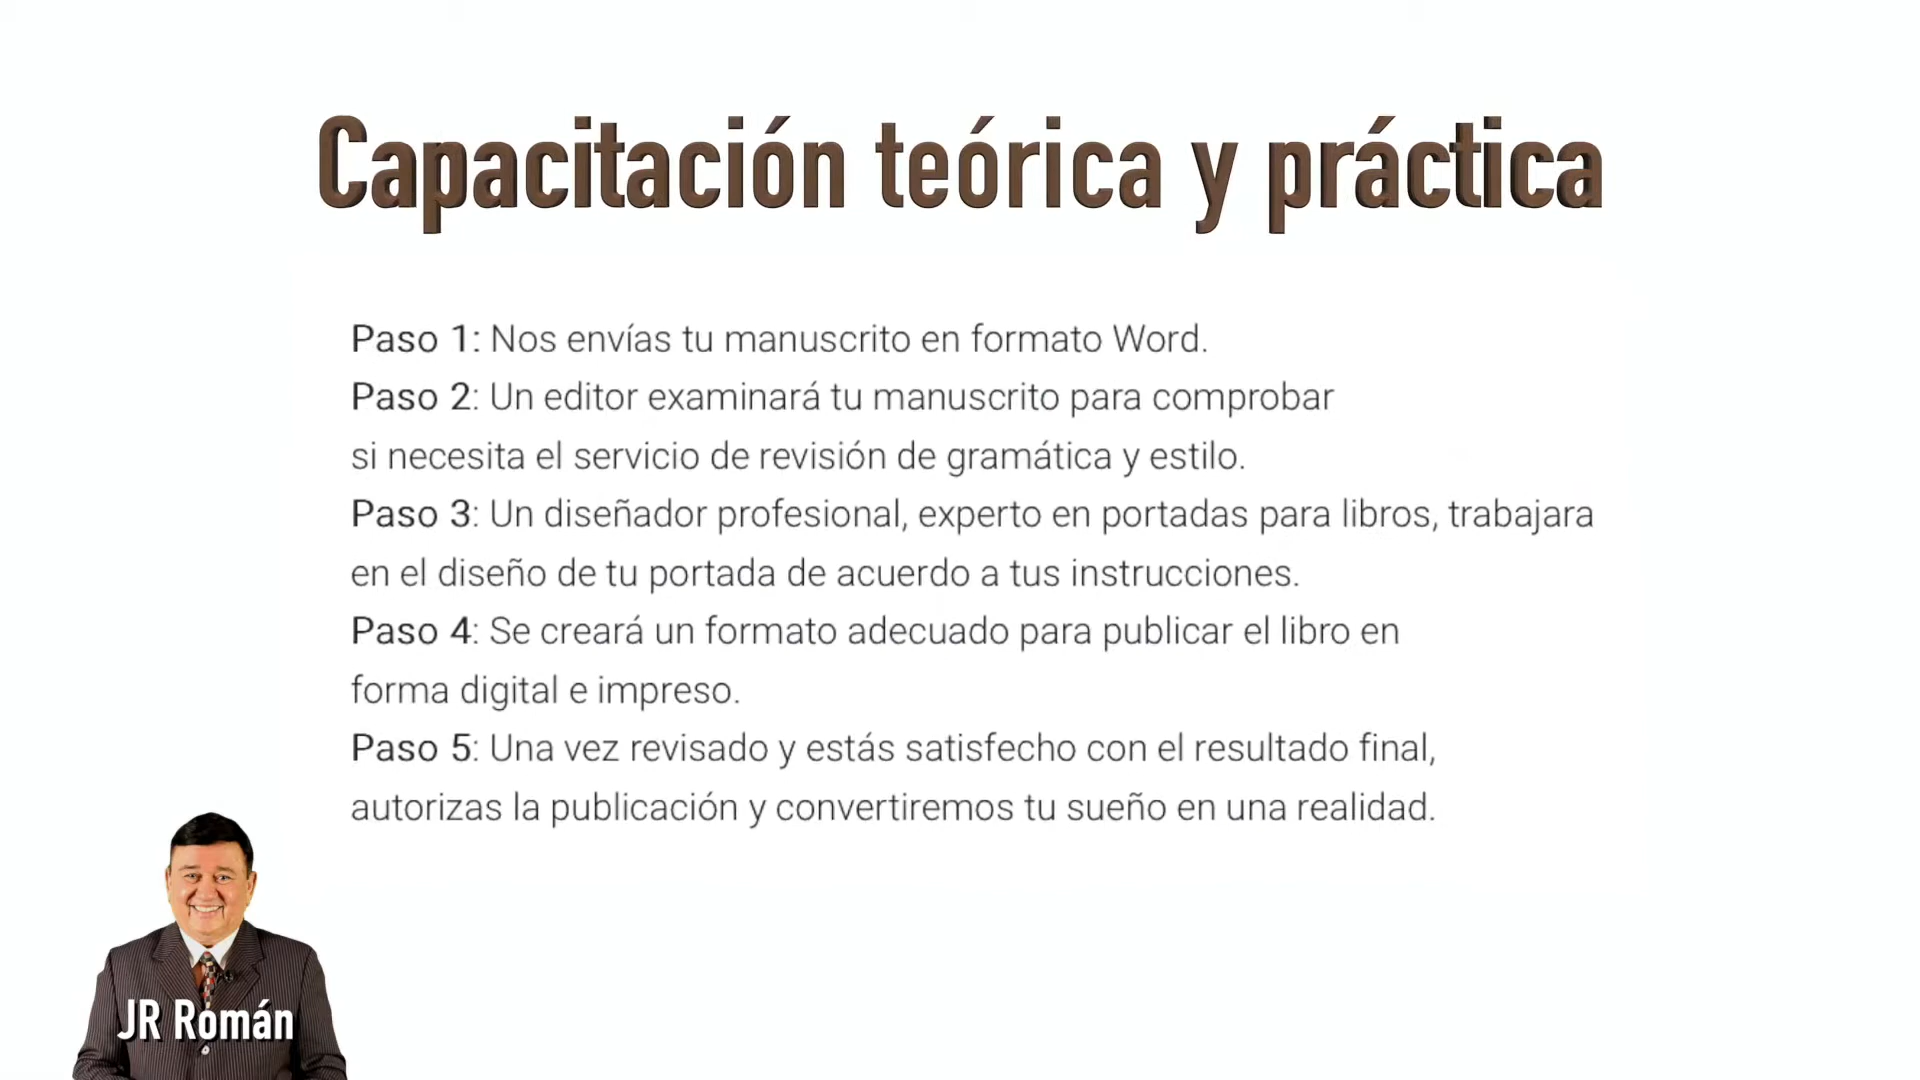 Capacitación teórica y práctica
Paso 1: Nos envías tu manuscrito en formato Word.
Paso 2: Un editor examinará tu manuscrito para comprobar
si necesita el servicio de revisión de gramática y estilo.
Paso 3: Un diseñador profesional, experto en portadas para libros, trabajara
en el diseño de tu portada de acuerdo a tus instrucciones.
Paso 4: Se creará un formato adecuado para publicar el libro en
forma digital e impreso.
Paso 5: Una vez revisado y estás satisfecho con el resultado final,
autorizas la publicación y convertiremos tu sueño en una realidad.
JR Román